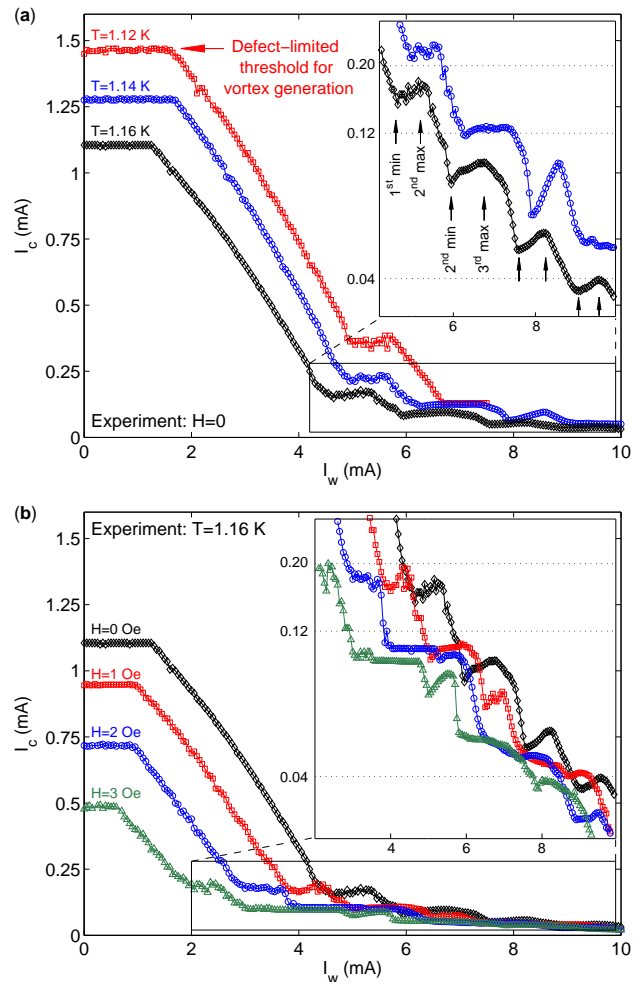 (a)
1.5
1.25
1
0.75
0.5
0.25
0
I_c (mA)
T=1.12 K
T=1.14 K
T=1.16 K
Defect−limited
threshold for
vortex generation
0.20
0.12
0.04
1st min
2nd max
2nd min
3rd max
6 8
Experiment: H=0
0 2 4 6 8 10
I_w (mA)
(b)
Experiment: T=1.16 K
1.5
1.25
1
0.75
0.5
0.25
0
I_c (mA)
H=0 Oe
H=1 Oe
H=2 Oe
H=3 Oe
0.20
0.12
0.04
4 6 8
0 2 4 6 8 10
I_w (mA)